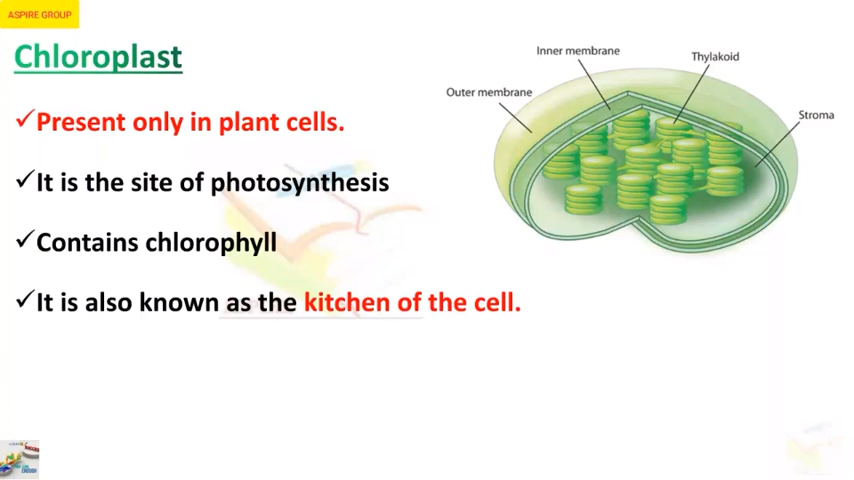 ASPIRE GROUP
Chloroplast
✓Present only in plant cells.
✓It is the site of photosynthesis
✓Contains chlorophyll
✓It is also known as the kitchen of the cell.
Inner membrane
Thylakoid
Outer membrane
Stroma